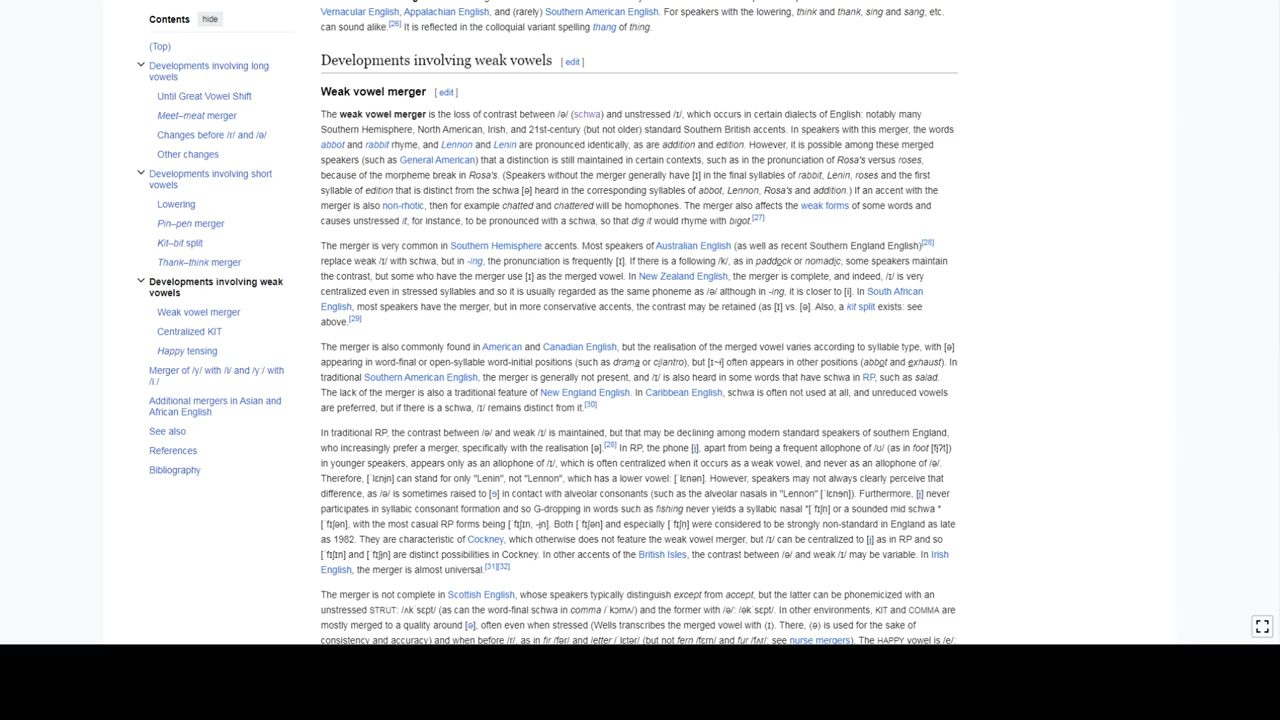 Contents hide
(Top)
Developments involving long
vowels
Until Great Vowel Shift
Meet–meat merger
Changes before /r/ and /ə/
Other changes
Developments involving short
vowels
Lowering
Pin–pen merger
Kit–bit split
Thank–think merger
Developments involving weak
vowels
Weak vowel merger
Centralized KIT
Happy tensing
Merger of /y/ with /i/ and /yː/ with
/iː/
Additional mergers in Asian and
African English
See also
References
Bibliography
Vernacular English, Appalachian English, and (rarely) Southern American English. For speakers with the lowering, think and thank, sing and sang, etc.
can sound alike.[26] It is reflected in the colloquial variant spelling thang of thing.
Developments involving weak vowels [ edit ]
Weak vowel merger [ edit ]
The weak vowel merger is the loss of contrast between /ə/ (schwa) and unstressed /ɪ/, which occurs in certain dialects of English: notably many
Southern Hemisphere, North American, Irish, and 21st-century (but not older) standard Southern British accents. In speakers with this merger, the words
abbot and rabbit rhyme, and Lennon and Lenin are pronounced identically, as are addition and edition. However, it is possible among these merged
speakers (such as General American) that a distinction is still maintained in certain contexts, such as in the pronunciation of Rosa's versus roses,
because of the morpheme break in Rosa's. (Speakers without the merger generally have [ɪ] in the final syllables of rabbit, Lenin, roses and the first
syllable of edition that is distinct from the schwa [ə] heard in the corresponding syllables of abbot, Lennon, Rosa's and addition.) If an accent with the
merger is also non-rhotic, then for example chatted and chattered will be homophones. The merger also affects the weak forms of some words and
causes unstressed it, for instance, to be pronounced with a schwa, so that dig it would rhyme with bigot.[27]
The merger is very common in Southern Hemisphere accents. Most speakers of Australian English (as well as recent Southern England English)[28]
replace weak /ɪ/ with schwa, but in -ing, the pronunciation is frequently [ɪ]. If there is a following /k/, as in paddock or nomadic, some speakers maintain
the contrast, but some who have the merger use [ɪ] as the merged vowel. In New Zealand English, the merger is complete, and indeed, /ɪ/ is very
centralized even in stressed syllables and so it is usually regarded as the same phoneme as /ə/ although in -ing, it is closer to [i]. In South African
English, most speakers have the merger, but in more conservative accents, the contrast may be retained (as [ɪ] vs. [ə]. Also, a kit split exists: see
above.[29]
The merger is also commonly found in American and Canadian English, but the realisation of the merged vowel varies according to syllable type, with [ə]
appearing in word-final or open-syllable word-initial positions (such as drama or cilantro), but [ɪ~ɨ] often appears in other positions (abbot and exhaust). In
traditional Southern American English, the merger is generally not present, and /ɪ/ is also heard in some words that have schwa in RP, such as salad.
The lack of the merger is also a traditional feature of New England English. In Caribbean English, schwa is often not used at all, and unreduced vowels
are preferred, but if there is a schwa, /ɪ/ remains distinct from it.[30]
In traditional RP, the contrast between /ə/ and weak /ɪ/ is maintained, but that may be declining among modern standard speakers of southern England,
who increasingly prefer a merger, specifically with the realisation [ə].[28] In RP, the phone [ɨ̞], apart from being a frequent allophone of /ʊ/ (as in foot [fɨ̞ʔt])
in younger speakers, appears only as an allophone of /ɪ/, which is often centralized when it occurs as a weak vowel, and never as an allophone of /ə/.
Therefore, [ˈlɛnɨ̞n] can stand for only "Lenin", not "Lennon", which has a lower vowel: [ˈlɛnən]. However, speakers may not always clearly perceive that
difference, as /ə/ is sometimes raised to [ɘ] in contact with alveolar consonants (such as the alveolar nasals in "Lennon" [ˈlɛnɘn]). Furthermore, [ɨ̞] never
participates in syllabic consonant formation and so G-dropping in words such as fishing never yields a syllabic nasal *[ˈfɪʃn̩] or a sounded mid schwa *
[ˈfɪʃən], with the most casual RP forms being [ˈfɪʃɪn, -ɨ̞n]. Both [ˈfɪʃən] and especially [ˈfɪʃn̩] were considered to be strongly non-standard in England as late
as 1982. They are characteristic of Cockney, which otherwise does not feature the weak vowel merger, but /ɪ/ can be centralized to [ɨ̞] as in RP and so
[ˈfɪʃɪn] and [ˈfɪʃɨ̞n] are distinct possibilities in Cockney. In other accents of the British Isles, the contrast between /ə/ and weak /ɪ/ may be variable. In Irish
English, the merger is almost universal.[31][32]
The merger is not complete in Scottish English, whose speakers typically distinguish except from accept, but the latter can be phonemicized with an
unstressed STRUT: /ʌkˈsɛpt/ (as can the word-final schwa in comma /ˈkɔmʌ/) and the former with /ə/: /əkˈsɛpt/. In other environments, KIT and COMMA are
mostly merged to a quality around [ə], often even when stressed (Wells transcribes the merged vowel with ⟨ɪ⟩. There, ⟨ə⟩ is used for the sake of
consistency and accuracy) and when before /r/, as in fir /fər/ and letter /ˈlɛtər/ (but not fern /fɛrn/ and fur /fʌr/: see nurse mergers). The HAPPY vowel is /e/: